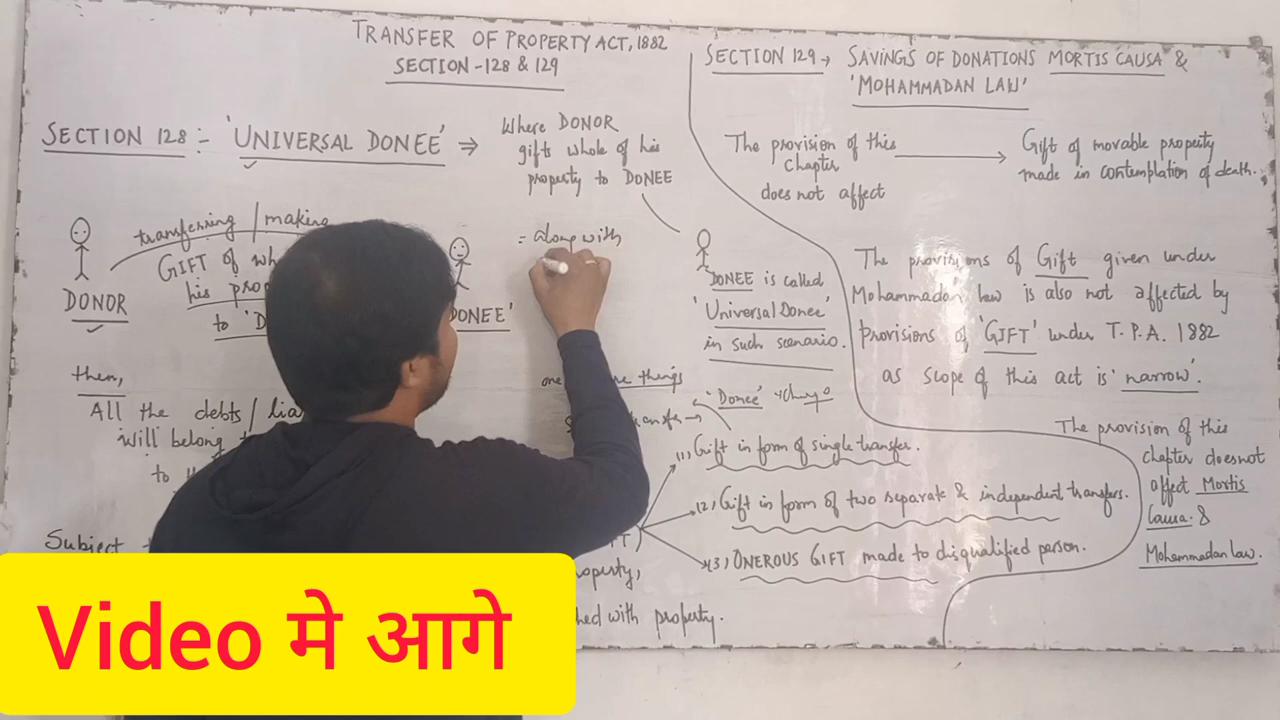 TRANSFER OF PROPERTY ACT, 1882
SECTION - 128 & 129
SECTION 128 :- 'UNIVERSAL DONEE' ⇒
Where DONOR
gifts whole of his
property to DONEE
transferring / making
GIFT of
his
to
DONOR
DONEE'
= along with
DONEE is called
'Universal Donee'
in such scenario.
then,
All the debts /
will belong
to
one
things
'Donee'
(1), Gift in form of single transfer.
(2), Gift in form of two separate & independent transfers.
(3), ONEROUS GIFT made to disqualified person.
Subject
with property.
SECTION 129 → SAVINGS OF DONATIONS MORTIS CAUSA &
'MOHAMMADAN LAW'
The provision of this
chapter
does not affect
Gift of movable property
made in contemplation of death.
The provisions of Gift given under
Mohammadan law is also not affected by
provisions of 'GIFT' under T.P.A. 1882
as scope of this act is 'narrow'.
The provision of this
chapter does not
affect Mortis
Causa &
Mohammadan law.
Video मे आगे